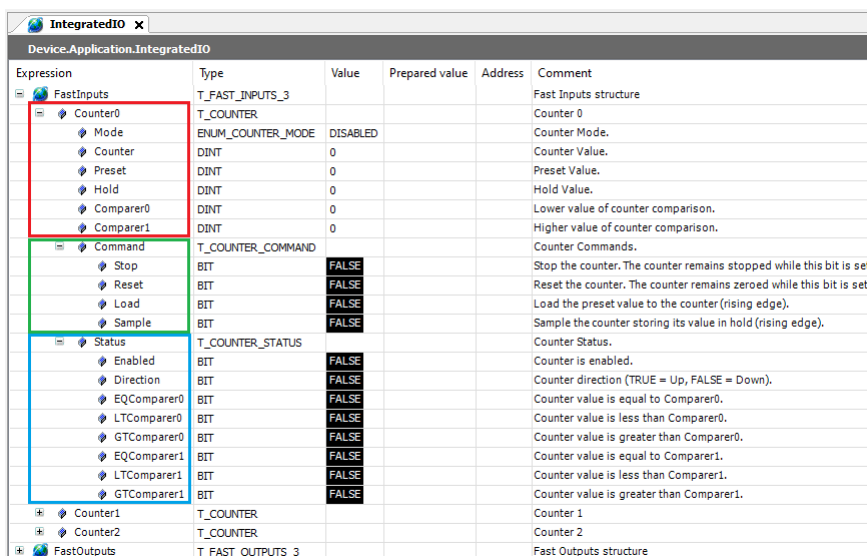 IntegratedIO X
Device.Application.IntegratedIO
Expression Type Value Prepared value Address Comment
FastInputs T_FAST_INPUTS_3 Fast Inputs structure
Counter0 T_COUNTER Counter 0
Mode ENUM_COUNTER_MODE DISABLED Counter Mode.
Counter DINT 0 Counter Value.
Preset DINT 0 Preset Value.
Hold DINT 0 Hold Value.
Comparer0 DINT 0 Lower value of counter comparison.
Comparer1 DINT 0 Higher value of counter comparison.
Command T_COUNTER_COMMAND Counter Commands.
Stop BIT FALSE Stop the counter. The counter remains stopped while this bit is set
Reset BIT FALSE Reset the counter. The counter remains zeroed while this bit is set
Load BIT FALSE Load the preset value to the counter (rising edge).
Sample BIT FALSE Sample the counter storing its value in hold (rising edge).
Status T_COUNTER_STATUS Counter Status.
Enabled BIT FALSE Counter is enabled.
Direction BIT FALSE Counter direction (TRUE = Up, FALSE = Down).
EQComparer0 BIT FALSE Counter value is equal to Comparer0.
LTComparer0 BIT FALSE Counter value is less than Comparer0.
GTComparer0 BIT FALSE Counter value is greater than Comparer0.
EQComparer1 BIT FALSE Counter value is equal to Comparer1.
LTComparer1 BIT FALSE Counter value is less than Comparer1.
GTComparer1 BIT FALSE Counter value is greater than Comparer1.
Counter1 T_COUNTER Counter 1
Counter2 T_COUNTER Counter 2
FastOutputs T_FAST_OUTPUTS_3 Fast Outputs structure